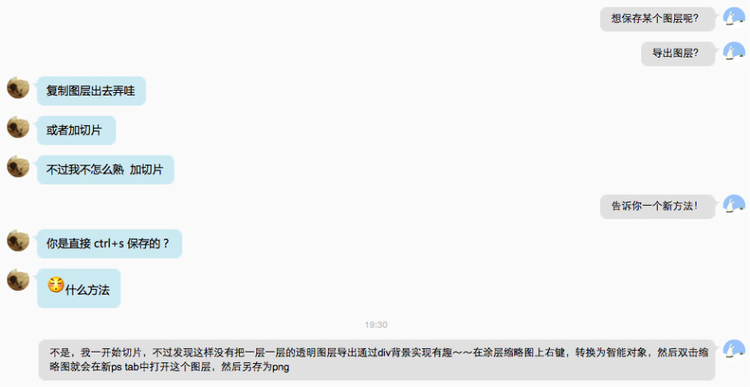 想保存某个图层呢?
导出图层?
复制图层出去弄哇
或者加切片
不过我不怎么熟 加切片
告诉你一个新方法!
你是直接 ctrl+s 保存的?
什么方法
19:30
不是，我一开始切片，不过发现这样没有把一层一层的透明图层导出通过div背景实现有趣～～在涂层缩略图上右键，转换为智能对象，然后双击缩
略图就会在新ps tab中打开这个图层，然后另存为png